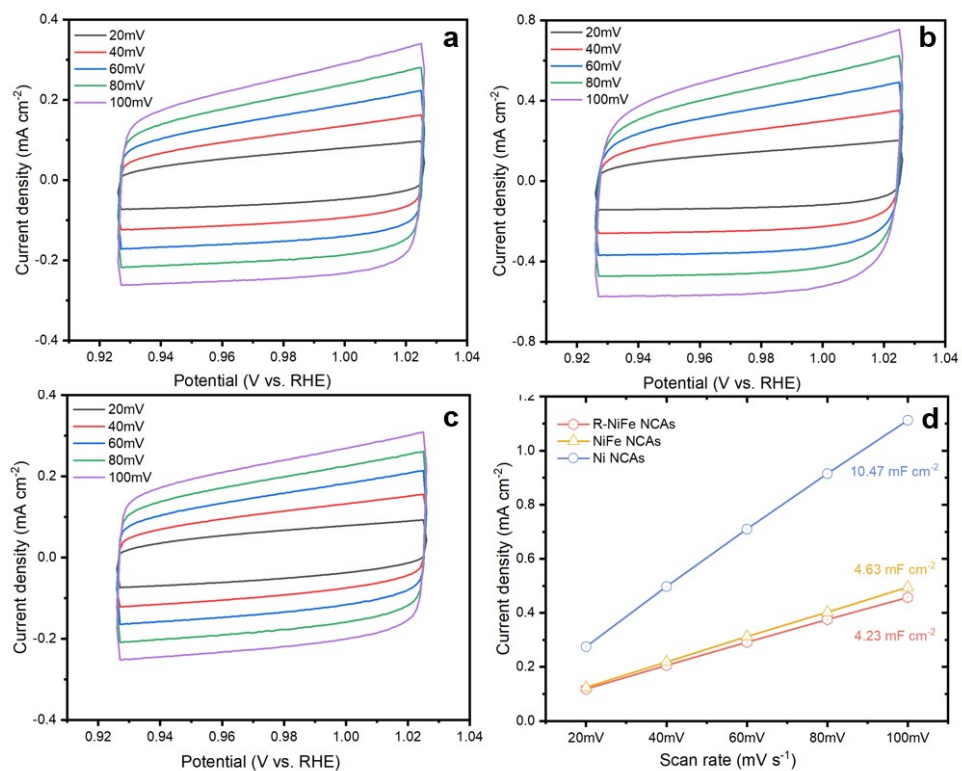 a
20mV
40mV
60mV
80mV
100mV
0.4
0.2
0.0
-0.2
-0.4
Current density (mA cm⁻²)
0.92 0.94 0.96 0.98 1.00 1.02 1.04
Potential (V vs. RHE)
b
20mV
40mV
60mV
80mV
100mV
0.8
0.4
0.0
-0.4
-0.8
Current density (mA cm⁻²)
0.92 0.94 0.96 0.98 1.00 1.02 1.04
Potential (V vs. RHE)
c
20mV
40mV
60mV
80mV
100mV
0.4
0.2
0.0
-0.2
-0.4
Current density (mA cm⁻²)
0.92 0.94 0.96 0.98 1.00 1.02 1.04
Potential (V vs. RHE)
d
R-NiFe NCAs
NiFe NCAs
Ni NCAs
10.47 mF cm⁻²
4.63 mF cm⁻²
4.23 mF cm⁻²
1.2
1.0
0.8
0.6
0.4
0.2
0.0
Current density (mA cm⁻²)
20mV 40mV 60mV 80mV 100mV
Scan rate (mV s⁻¹)